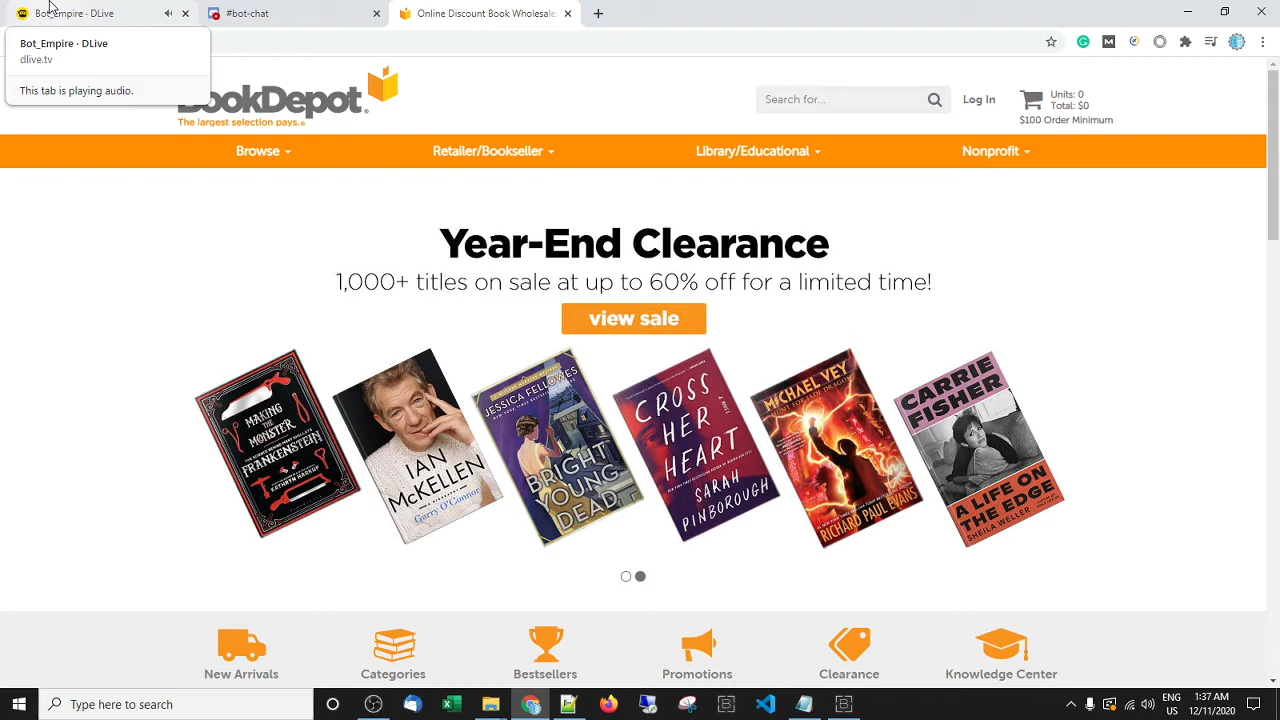 Bot_Empire - DLive
#bot-chat
Online Discount Book Wholesale
Bot_Empire · DLive
dlive.tv
This tab is playing audio.
BookDepot
The largest selection pays.®
Search for...
Log In
Units: 0
Total: $0
$100 Order Minimum
Browse
Retailer/Bookseller
Library/Educational
Nonprofit
Year-End Clearance
1,000+ titles on sale at up to 60% off for a limited time!
view sale
MAKING
THE
MONSTER
FRANKENSTEIN
KATHRYN HARKUP
IAN
McKELLEN
Garry O'Connor
JESSICA FELLOWES
BRIGHT
YOUNG
DEAD
CROSS
HER
HEART
SARAH
PINBOROUGH
MICHAEL VEY
HUNT FOR JADE DRAGON
RICHARD PAUL EVANS
CARRIE
FISHER
A LIFE ON
THE EDGE
SHEILA WELLER
New Arrivals
Categories
Bestsellers
Promotions
Clearance
Knowledge Center
Type here to search
ENG
US
1:37 AM
12/11/2020